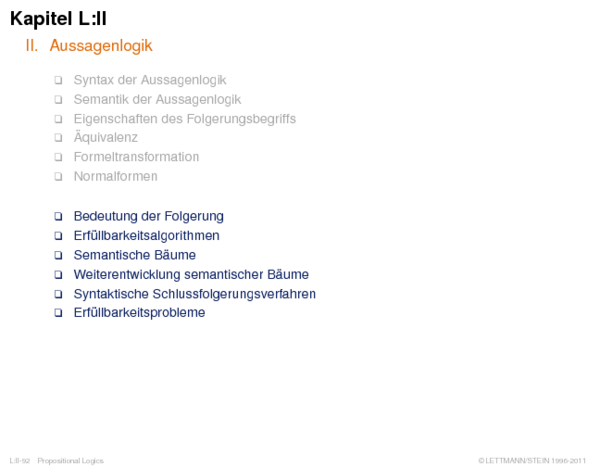 Kapitel L:II
II. Aussagenlogik
❑ Syntax der Aussagenlogik
❑ Semantik der Aussagenlogik
❑ Eigenschaften des Folgerungsbegriffs
❑ Äquivalenz
❑ Formeltransformation
❑ Normalformen
❑ Bedeutung der Folgerung
❑ Erfüllbarkeitsalgorithmen
❑ Semantische Bäume
❑ Weiterentwicklung semantischer Bäume
❑ Syntaktische Schlussfolgerungsverfahren
❑ Erfüllbarkeitsprobleme
L:II-92 Propositional Logics © LETTMANN/STEIN 1996-2011